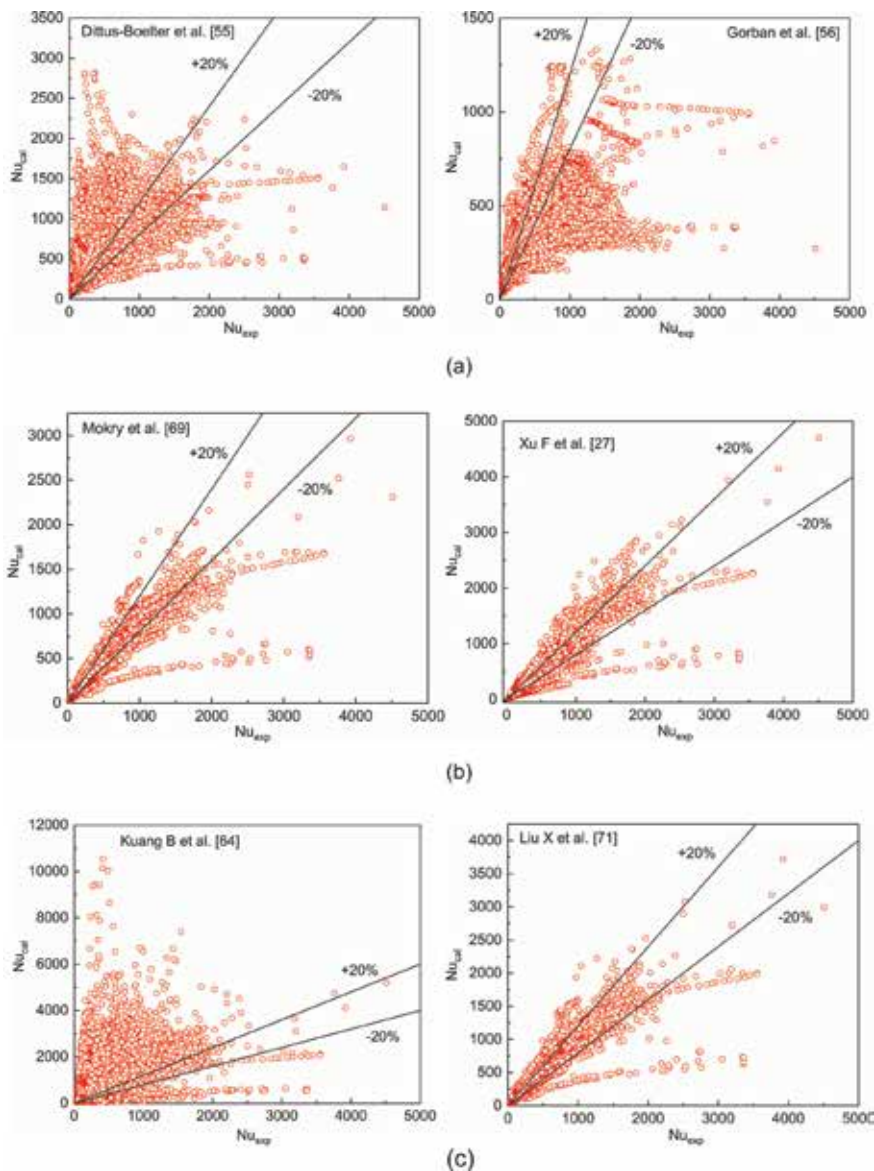 Dittus-Boelter et al. [55]
+20%
-20%
3500
3000
2500
2000
1500
1000
500
0
Nu_cal
0 1000 2000 3000 4000 5000
Nu_exp
Gorban et al. [56]
+20%
-20%
1500
1000
500
0
Nu_cal
0 1000 2000 3000 4000 5000
Nu_exp
(a)
Mokry et al. [69]
+20%
-20%
3000
2500
2000
1500
1000
500
0
Nu_cal
0 1000 2000 3000 4000 5000
Nu_exp
Xu F et al. [27]
+20%
-20%
5000
4000
3000
2000
1000
0
Nu_cal
0 1000 2000 3000 4000 5000
Nu_exp
(b)
Kuang B et al. [64]
+20%
-20%
12000
10000
8000
6000
4000
2000
0
Nu_cal
0 1000 2000 3000 4000 5000
Nu_exp
Liu X et al. [71]
+20%
-20%
4000
3500
3000
2500
2000
1500
1000
500
0
Nu_cal
0 1000 2000 3000 4000 5000
Nu_exp
(c)